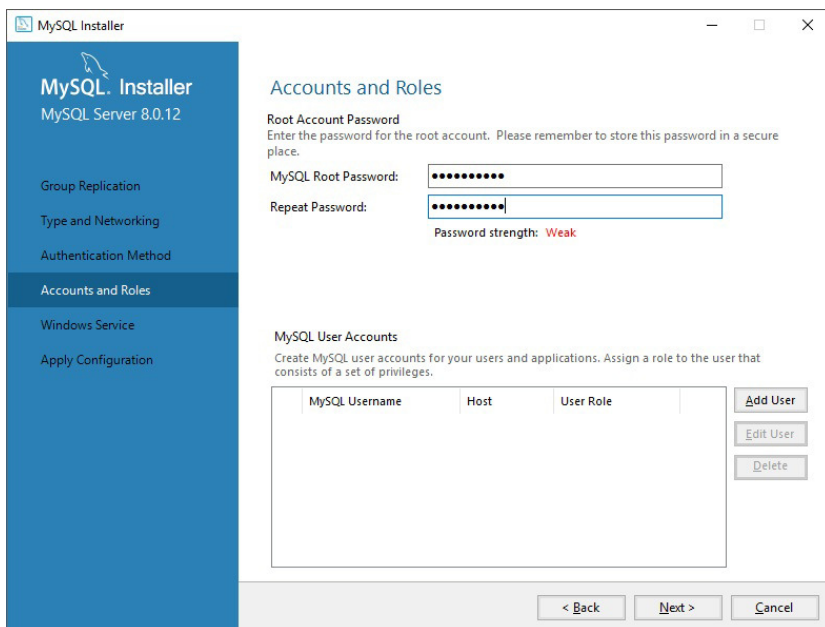 MySQL Installer
MySQL. Installer
MySQL Server 8.0.12
Group Replication
Type and Networking
Authentication Method
Accounts and Roles
Windows Service
Apply Configuration
Accounts and Roles
Root Account Password
Enter the password for the root account. Please remember to store this password in a secure
place.
MySQL Root Password: ●●●●●●●●●●
Repeat Password: ●●●●●●●●●●
Password strength: Weak
MySQL User Accounts
Create MySQL user accounts for your users and applications. Assign a role to the user that
consists of a set of privileges.
MySQL Username Host User Role
Add User
Edit User
Delete
< Back Next > Cancel